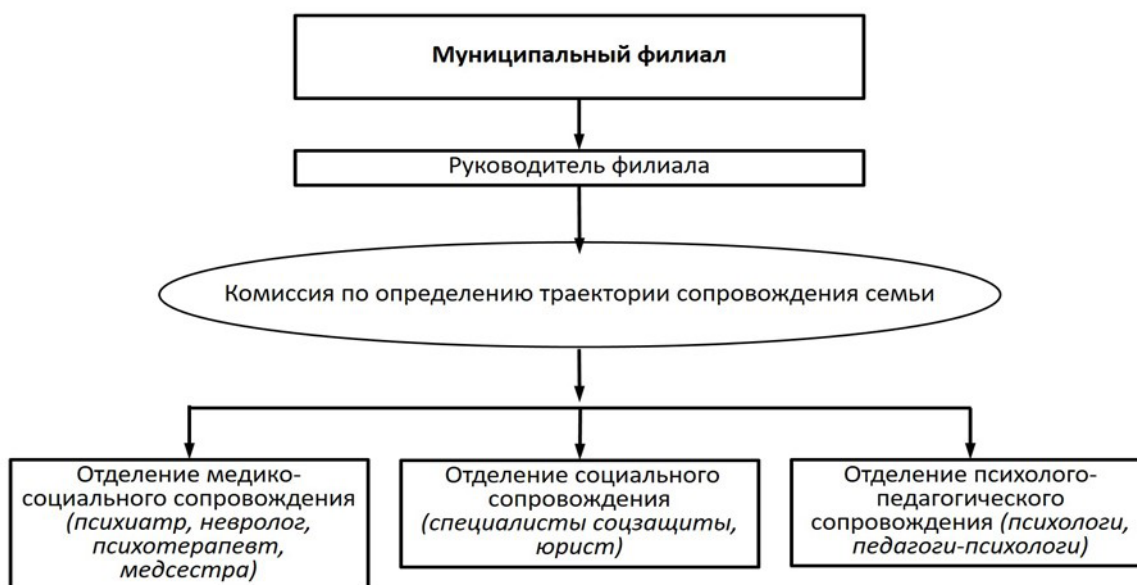 Муниципальный филиал
Руководитель филиала
Комиссия по определению траектории сопровождения семьи
Отделение медико-
социального сопровождения
(психиатр, невролог,
психотерапевт,
медсестра)
Отделение социального
сопровождения
(специалисты соцзащиты,
юрист)
Отделение психолого-
педагогического
сопровождения (психологи,
педагоги-психологи)